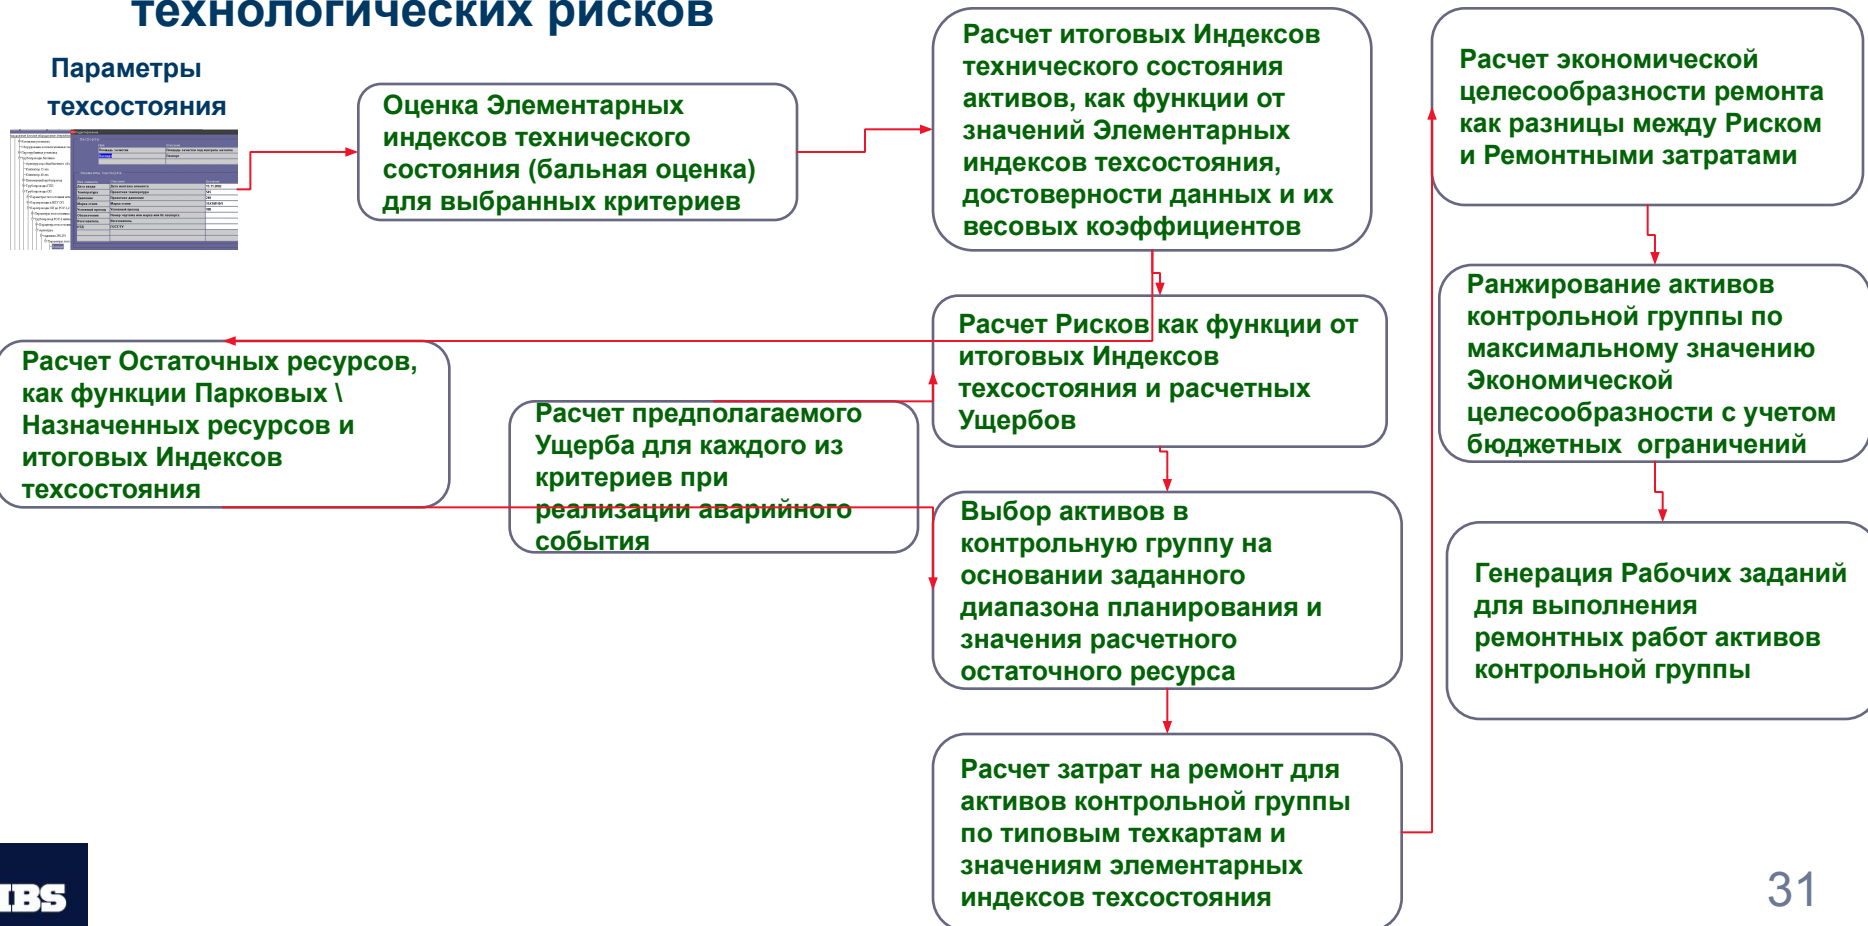 технологических рисков
Параметры
техсостояния
Оценка Элементарных
индексов технического
состояния (бальная оценка)
для выбранных критериев
Расчет итоговых Индексов
технического состояния
активов, как функции от
значений Элементарных
индексов техсостояния,
достоверности данных и их
весовых коэффициентов
Расчет Остаточных ресурсов,
как функции Парковых \
Назначенных ресурсов и
итоговых Индексов
техсостояния
Расчет предполагаемого
Ущерба для каждого из
критериев при
реализации аварийного
события
Расчет Рисков как функции от
итоговых Индексов
техсостояния и расчетных
Ущербов
Выбор активов в
контрольную группу на
основании заданного
диапазона планирования и
значения расчетного
остаточного ресурса
Расчет затрат на ремонт для
активов контрольной группы
по типовым техкартам и
значениям элементарных
индексов техсостояния
Расчет экономической
целесообразности ремонта
как разницы между Риском
и Ремонтными затратами
Ранжирование активов
контрольной группы по
максимальному значению
Экономической
целесообразности с учетом
бюджетных ограничений
Генерация Рабочих заданий
для выполнения
ремонтных работ активов
контрольной группы
IBS
31